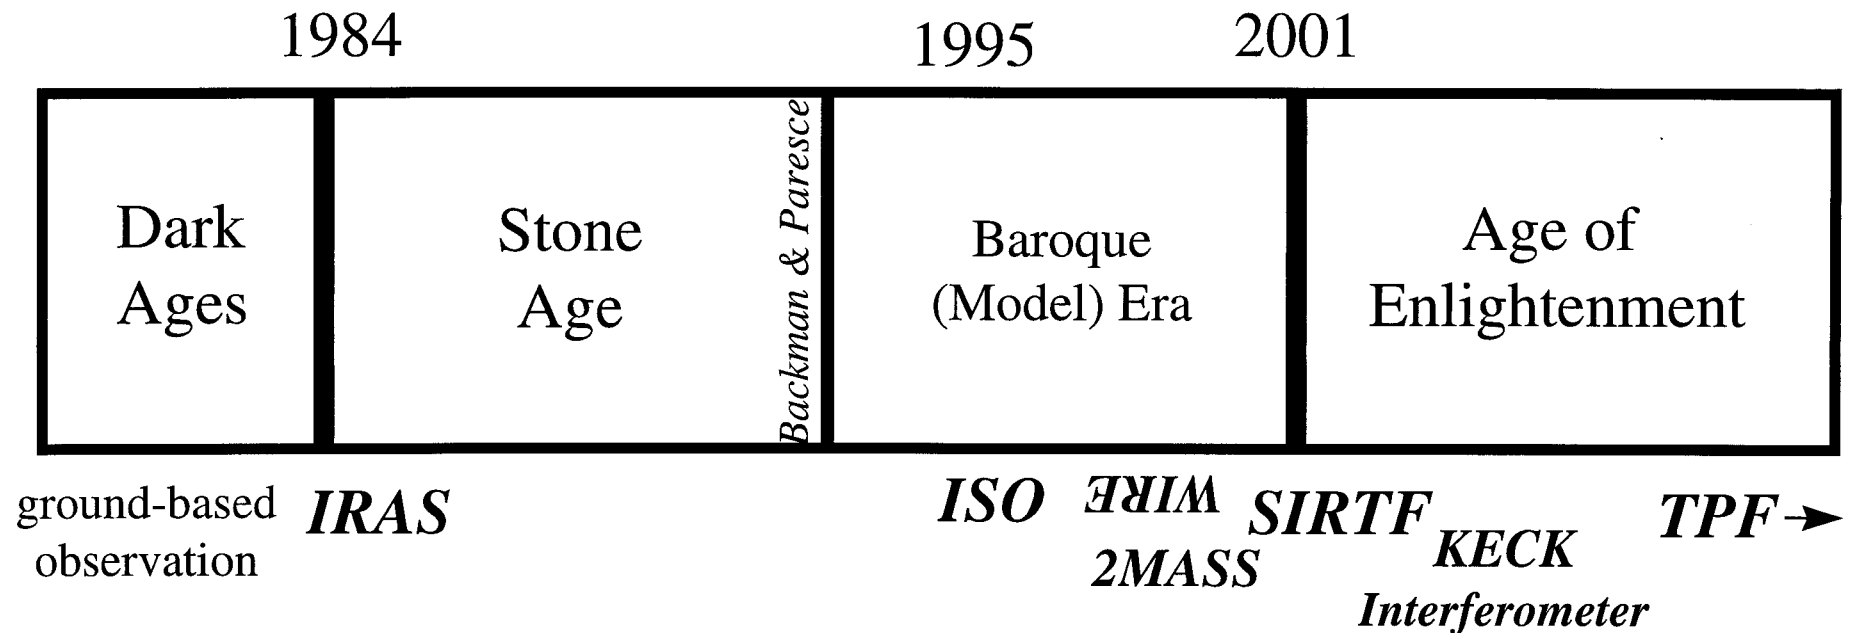 1984
1995
2001
Dark
Ages
Stone
Age
Backman & Paresce
Baroque
(Model) Era
Age of
Enlightenment
ground-based
observation
IRAS
ISO
WIRE
2MASS
SIRTF
KECK
Interferometer
TPF